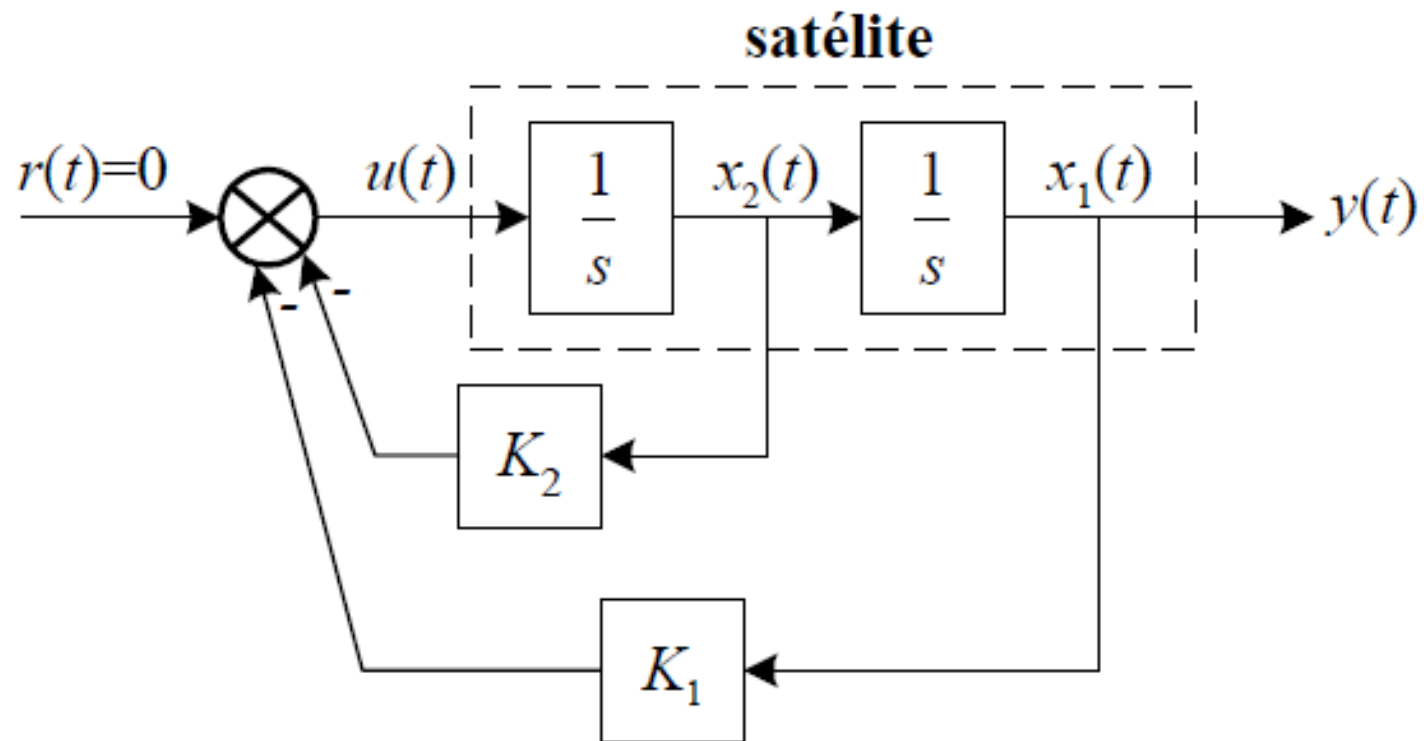 satélite
r(t)=0
u(t)
1
s
x₂(t)
1
s
x₁(t)
y(t)
-
-
K₂
K₁